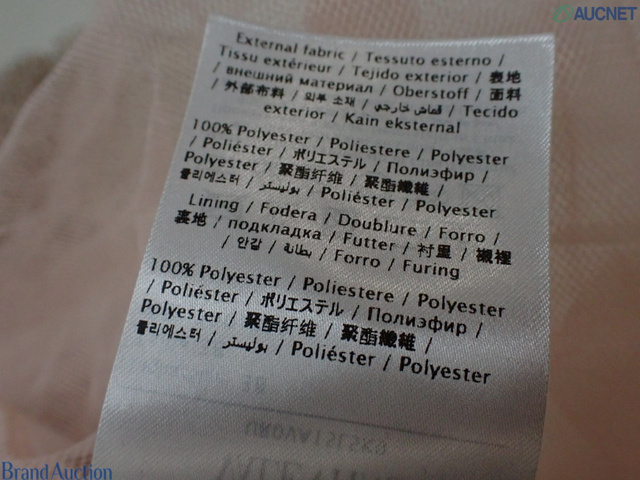 AUCNET
External fabric / Tessuto esterno /
Tissu extérieur / Tejido exterior / 表地
/ внешний материал / Oberstoff / 面料
/ 外部布料 / 외부 소재 / قماش خارجي / Tecido
exterior / Kain eksternal
100% Polyester / Poliestere / Polyester
/ Poliéster / ポリエステル / Полиэфир /
Polyester / 聚酯纤维 / 聚酯纖維 /
폴리에스터 / بوليستر / Poliéster / Polyester
Lining / Fodera / Doublure / Forro /
裏地 / подкладка / Futter / 衬里 / 襯裡
/ 안감 / بطانة / Forro / Furing
100% Polyester / Poliestere / Polyester
/ Poliéster / ポリエステル / Полиэфир /
Polyester / 聚酯纤维 / 聚酯纖維 /
폴리에스터 / بوليستر / Poliéster / Polyester
Brand Auction